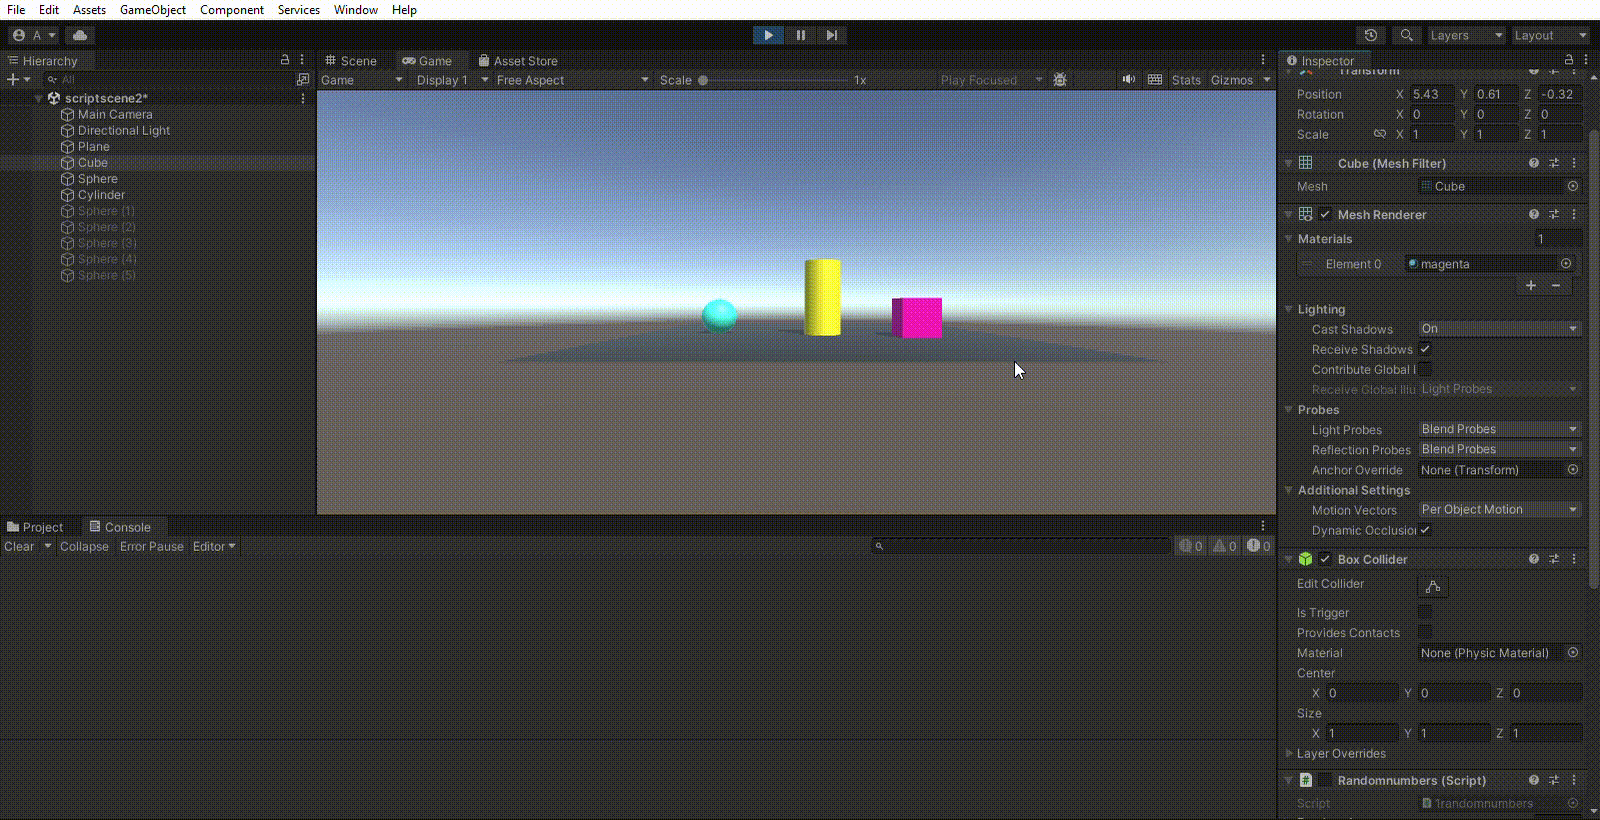 File Edit Assets GameObject Component Services Window Help
A Layers Layout
Hierarchy
All
scriptscene2*
Main Camera
Directional Light
Plane
Cube
Sphere
Cylinder
Sphere (1)
Sphere (2)
Sphere (3)
Sphere (4)
Sphere (5)
Scene Game Asset Store
Game Display 1 Free Aspect Scale 1x Play Focused Stats Gizmos
Project Console
Clear Collapse Error Pause Editor 0 0 0
Inspector
Transform
Position X 5.43 Y 0.61 Z -0.32
Rotation X 0 Y 0 Z 0
Scale X 1 Y 1 Z 1
Cube (Mesh Filter)
Mesh Cube
Mesh Renderer
Materials 1
Element 0 magenta
Lighting
Cast Shadows On
Receive Shadows
Contribute Global I
Receive Global Illu Light Probes
Probes
Light Probes Blend Probes
Reflection Probes Blend Probes
Anchor Override None (Transform)
Additional Settings
Motion Vectors Per Object Motion
Dynamic Occlusion
Box Collider
Edit Collider
Is Trigger
Provides Contacts
Material None (Physic Material)
Center
X 0 Y 0 Z 0
Size
X 1 Y 1 Z 1
Layer Overrides
Randomnumbers (Script)
Script 1randomnumbers